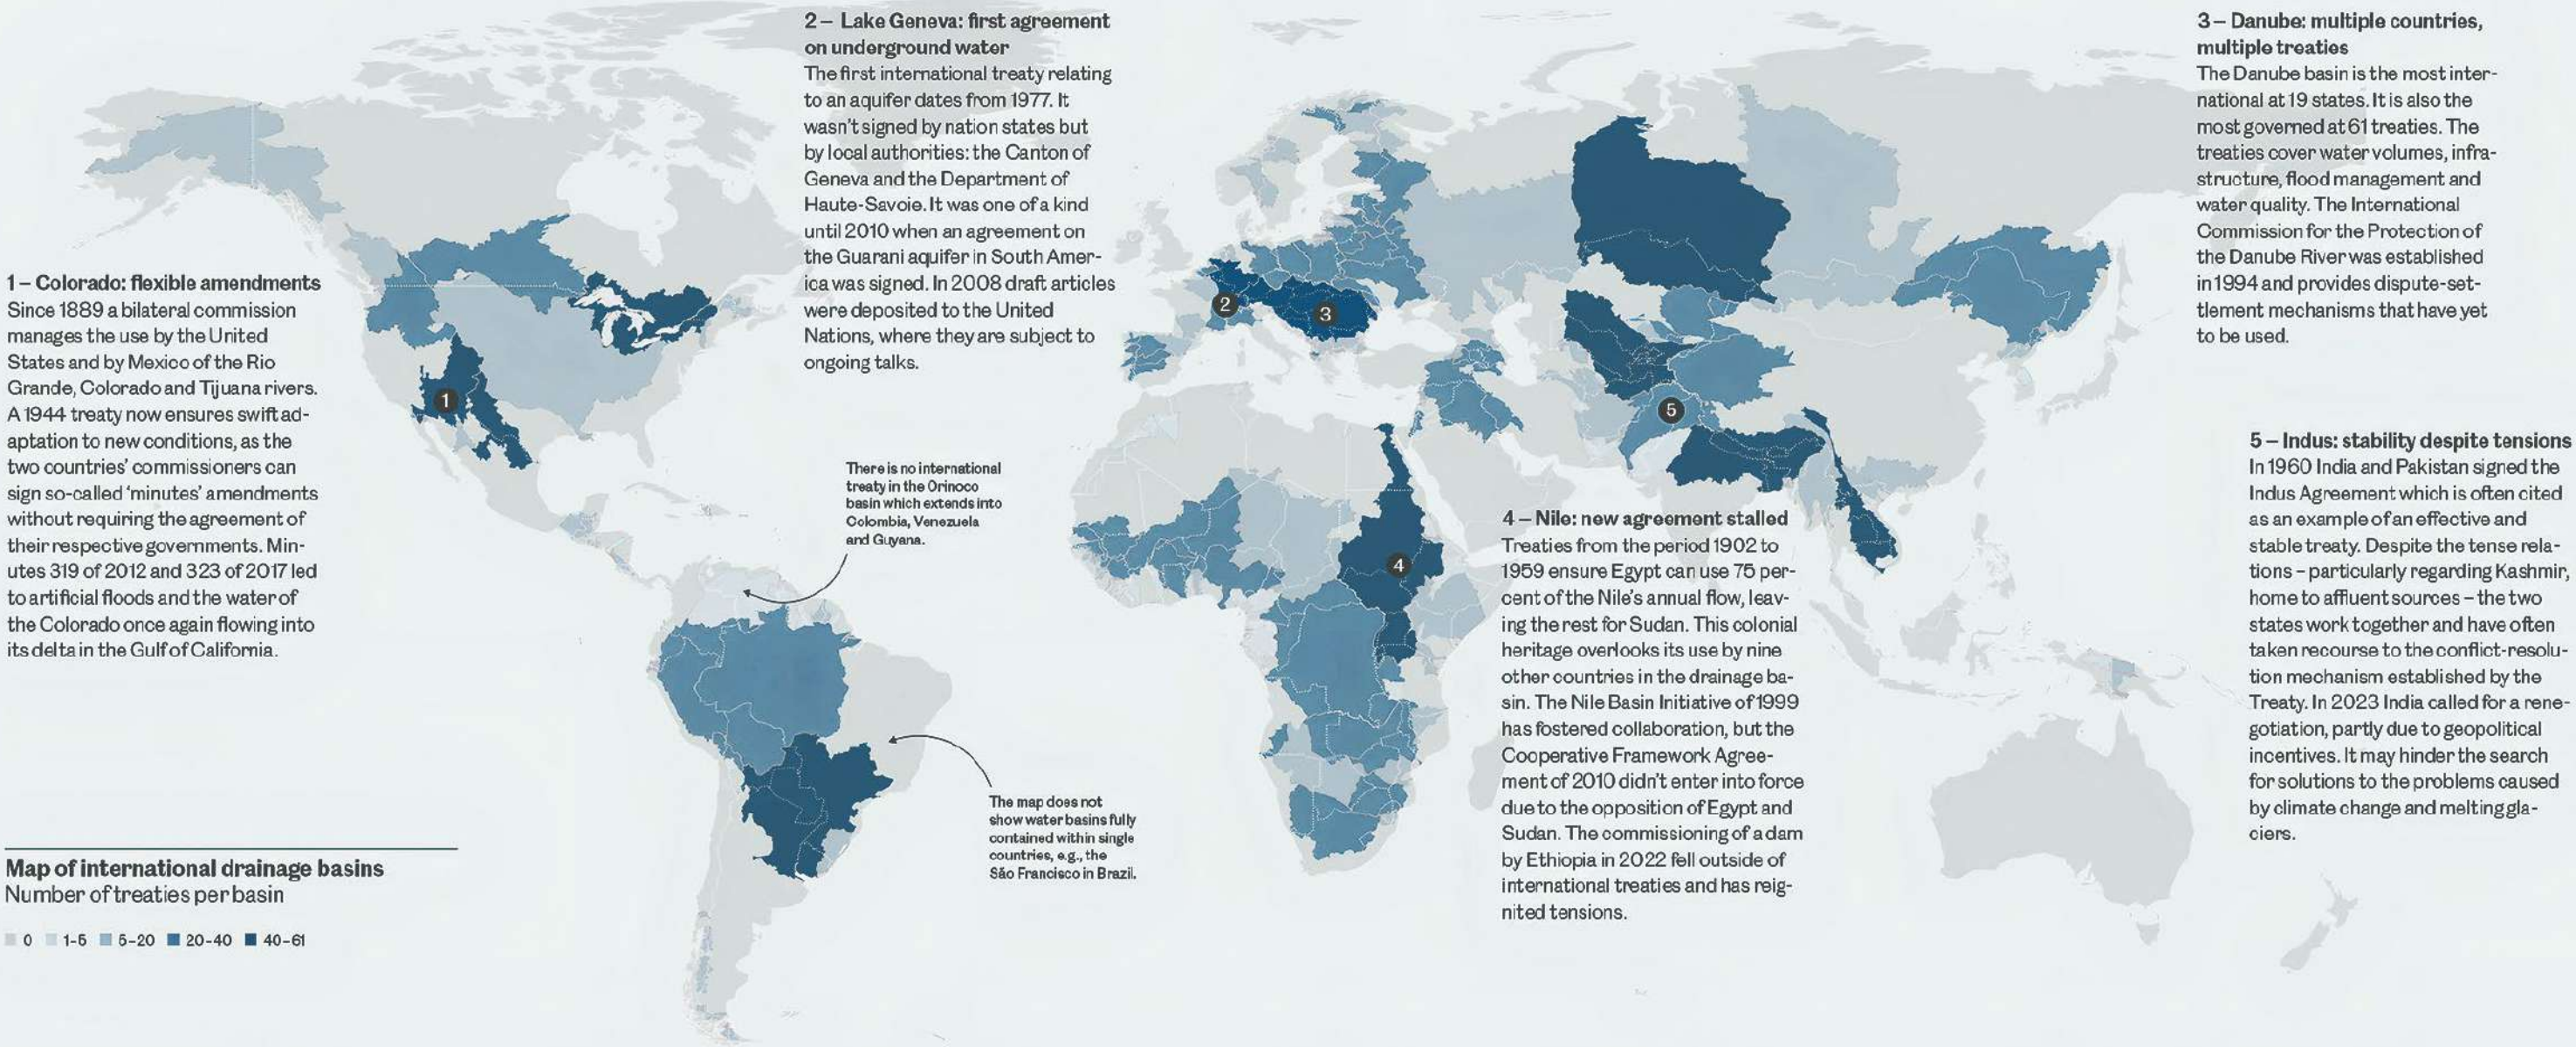 1 – Colorado: flexible amendments
Since 1889 a bilateral commission
manages the use by the United
States and by Mexico of the Rio
Grande, Colorado and Tijuana rivers.
A 1944 treaty now ensures swift ad-
aptation to new conditions, as the
two countries' commissioners can
sign so-called 'minutes' amendments
without requiring the agreement of
their respective governments. Min-
utes 319 of 2012 and 323 of 2017 led
to artificial floods and the water of
the Colorado once again flowing into
its delta in the Gulf of California.
2 – Lake Geneva: first agreement
on underground water
The first international treaty relating
to an aquifer dates from 1977. It
wasn't signed by nation states but
by local authorities: the Canton of
Geneva and the Department of
Haute-Savoie. It was one of a kind
until 2010 when an agreement on
the Guarani aquifer in South Amer-
ica was signed. In 2008 draft articles
were deposited to the United
Nations, where they are subject to
ongoing talks.
3 – Danube: multiple countries,
multiple treaties
The Danube basin is the most inter-
national at 19 states. It is also the
most governed at 61 treaties. The
treaties cover water volumes, infra-
structure, flood management and
water quality. The International
Commission for the Protection of
the Danube River was established
in 1994 and provides dispute-set-
tlement mechanisms that have yet
to be used.
4 – Nile: new agreement stalled
Treaties from the period 1902 to
1959 ensure Egypt can use 75 per-
cent of the Nile's annual flow, leav-
ing the rest for Sudan. This colonial
heritage overlooks its use by nine
other countries in the drainage ba-
sin. The Nile Basin Initiative of 1999
has fostered collaboration, but the
Cooperative Framework Agree-
ment of 2010 didn't enter into force
due to the opposition of Egypt and
Sudan. The commissioning of a dam
by Ethiopia in 2022 fell outside of
international treaties and has reig-
nited tensions.
5 – Indus: stability despite tensions
In 1960 India and Pakistan signed the
Indus Agreement which is often cited
as an example of an effective and
stable treaty. Despite the tense rela-
tions – particularly regarding Kashmir,
home to affluent sources – the two
states work together and have often
taken recourse to the conflict-resolu-
tion mechanism established by the
Treaty. In 2023 India called for a rene-
gotiation, partly due to geopolitical
incentives. It may hinder the search
for solutions to the problems caused
by climate change and melting gla-
ciers.
There is no international
treaty in the Orinoco
basin which extends into
Colombia, Venezuela
and Guyana.
The map does not
show water basins fully
contained within single
countries, e.g., the
São Francisco in Brazil.
1
2
3
4
5
Map of international drainage basins
Number of treaties per basin
0 1-5 5-20 20-40 40-61